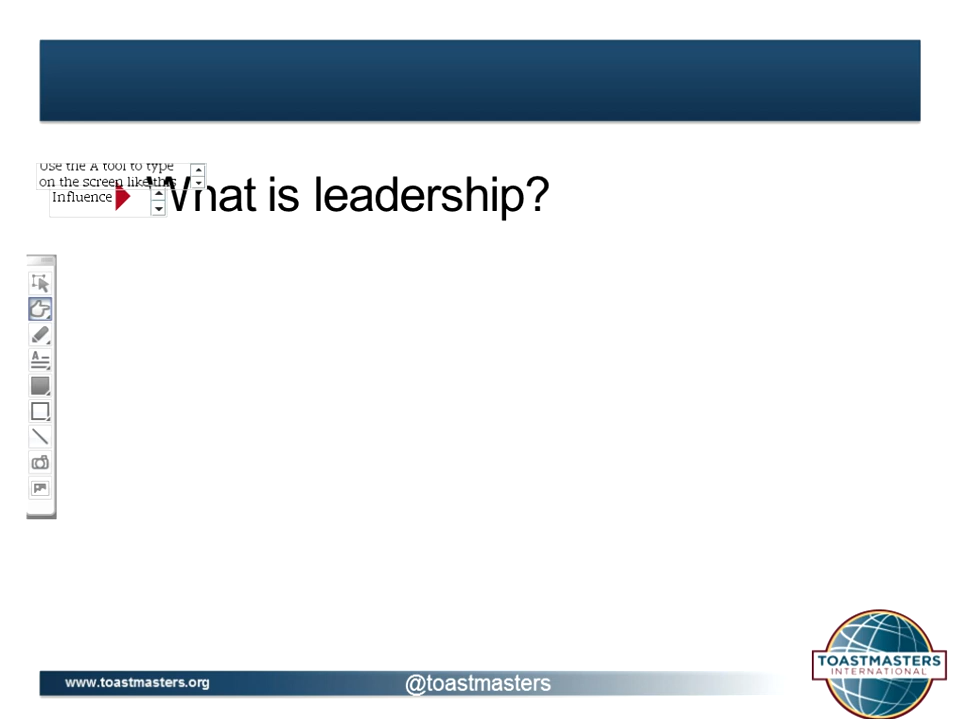 Use the A tool to type
on the screen like this
Influence
What is leadership?
A
www.toastmasters.org
@toastmasters
TOASTMASTERS
INTERNATIONAL